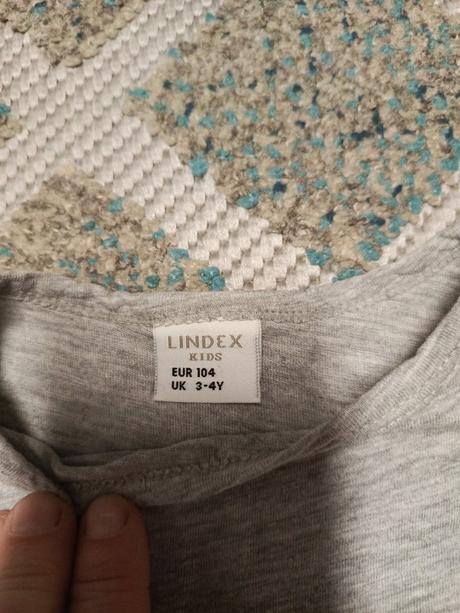 LINDEX
KIDS
EUR 104
UK 3-4Y